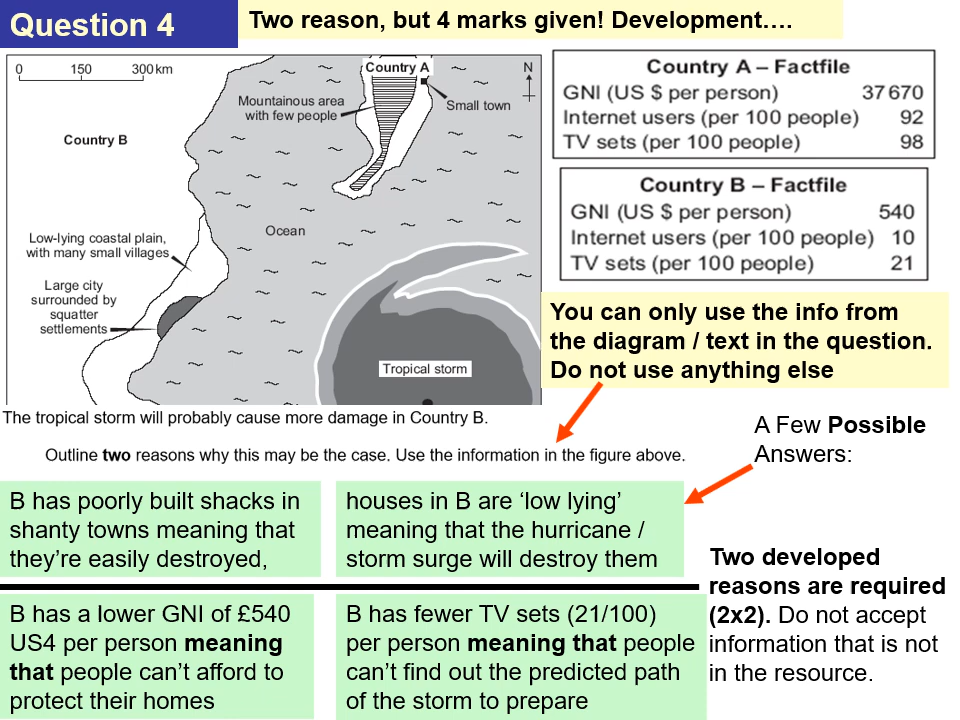 Question 4
Two reason, but 4 marks given! Development….
0 150 300 km
Country A
N
Mountainous area
with few people
Small town
Country B
Ocean
Low-lying coastal plain,
with many small villages
Large city
surrounded by
squatter
settlements
Tropical storm
Country A – Factfile
GNI (US $ per person) 37 670
Internet users (per 100 people) 92
TV sets (per 100 people) 98
Country B – Factfile
GNI (US $ per person) 540
Internet users (per 100 people) 10
TV sets (per 100 people) 21
You can only use the info from
the diagram / text in the question.
Do not use anything else
The tropical storm will probably cause more damage in Country B.
Outline two reasons why this may be the case. Use the information in the figure above.
A Few Possible
Answers:
B has poorly built shacks in
shanty towns meaning that
they’re easily destroyed,
houses in B are ‘low lying’
meaning that the hurricane /
storm surge will destroy them
B has a lower GNI of £540
US4 per person meaning
that people can’t afford to
protect their homes
B has fewer TV sets (21/100)
per person meaning that people
can’t find out the predicted path
of the storm to prepare
Two developed
reasons are required
(2x2). Do not accept
information that is not
in the resource.